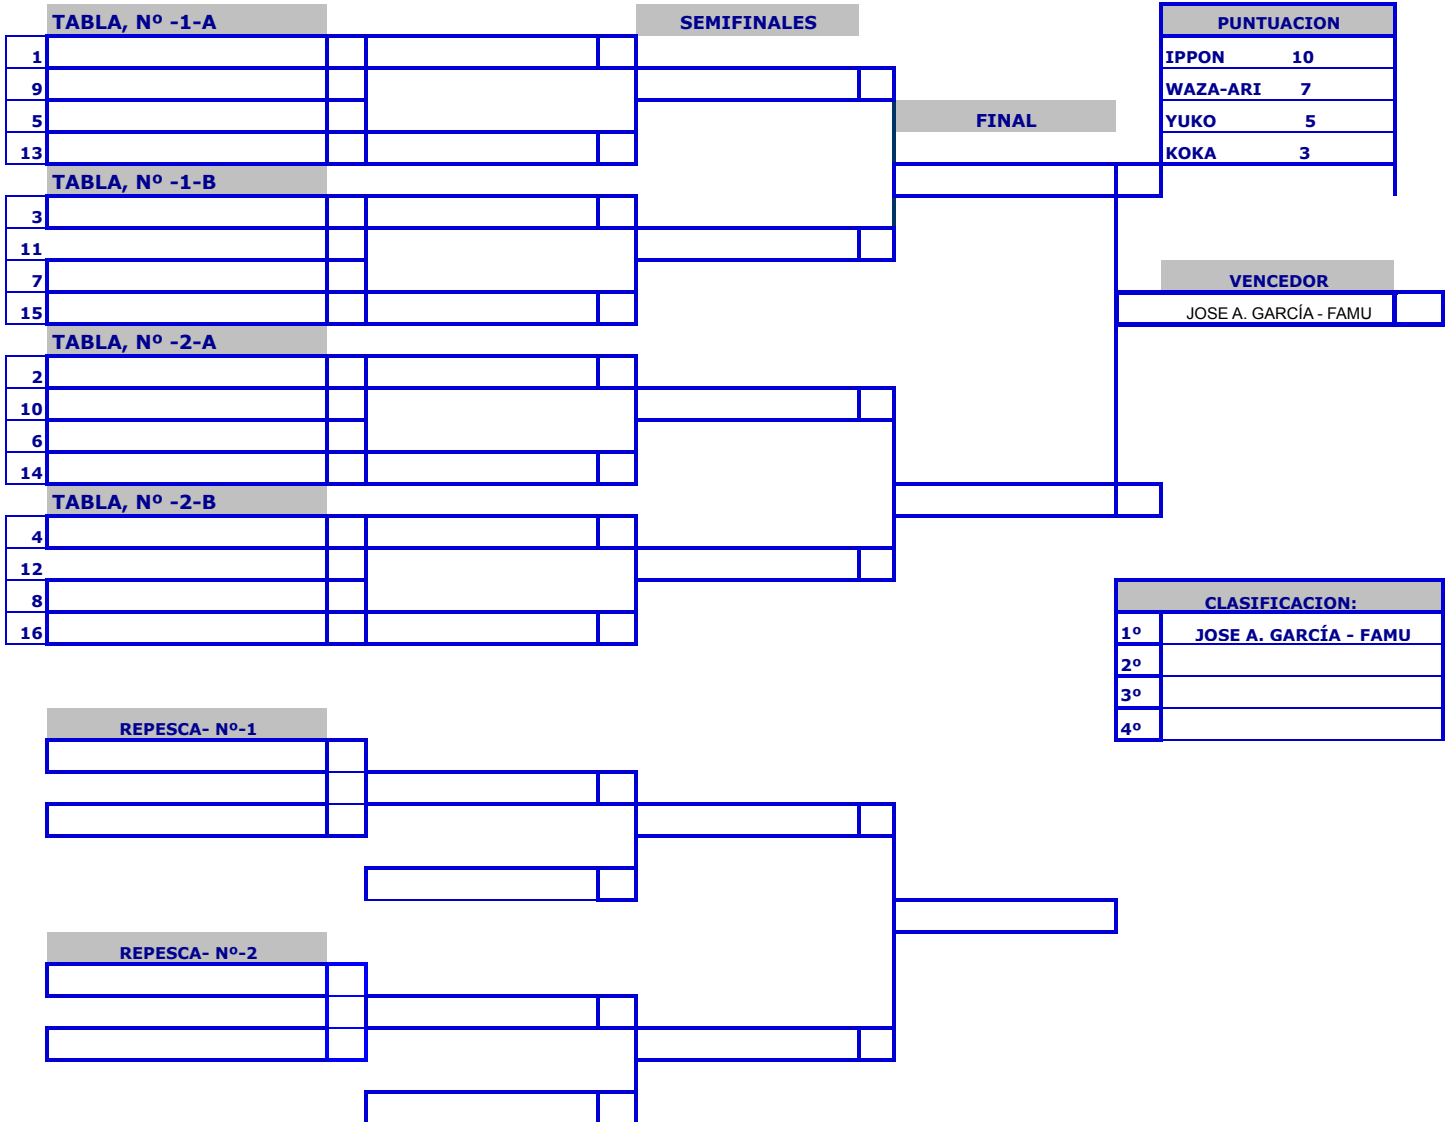 TABLA, Nº -1-A
SEMIFINALES
PUNTUACION
1
IPPON 10
9
WAZA-ARI 7
5
FINAL
YUKO 5
13
KOKA 3
TABLA, Nº -1-B
3
11
7
VENCEDOR
15
JOSE A. GARCÍA - FAMU
TABLA, Nº -2-A
2
10
6
14
TABLA, Nº -2-B
4
12
8
CLASIFICACION:
16
1º JOSE A. GARCÍA - FAMU
2º
3º
REPESCA- Nº-1
4º
REPESCA- Nº-2